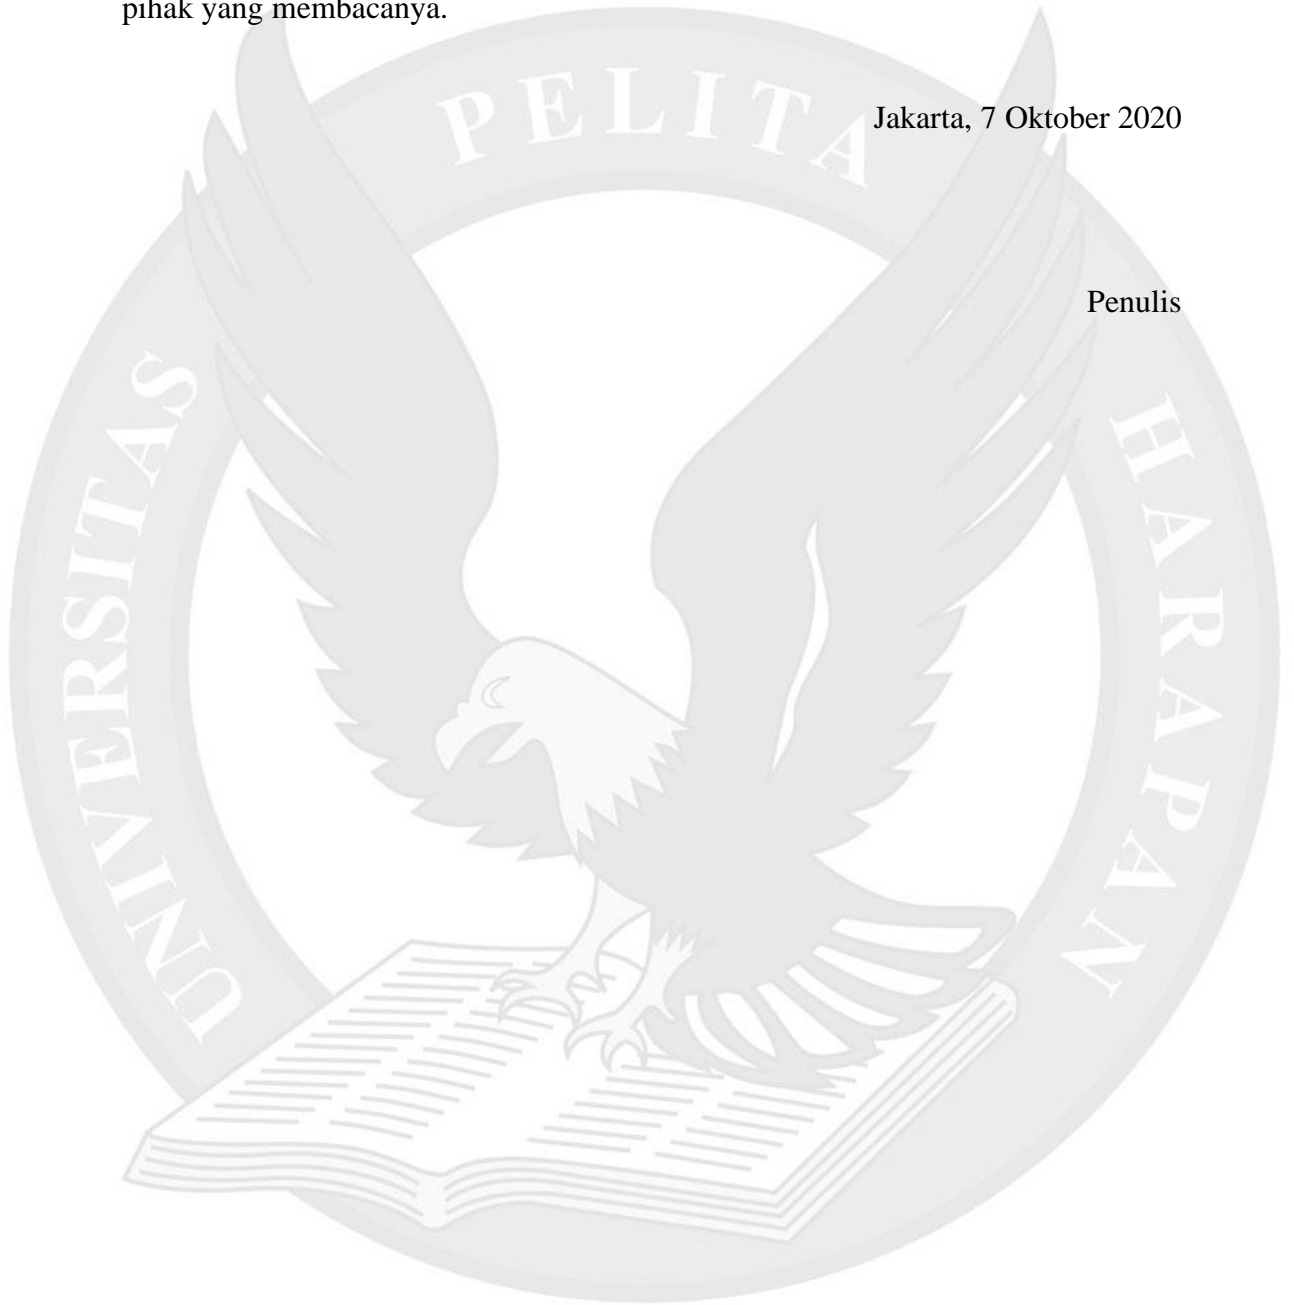 pihak yang membacanya.
PELITA
Jakarta, 7 Oktober 2020
Penulis
UNIVERSITAS
HARAPAN